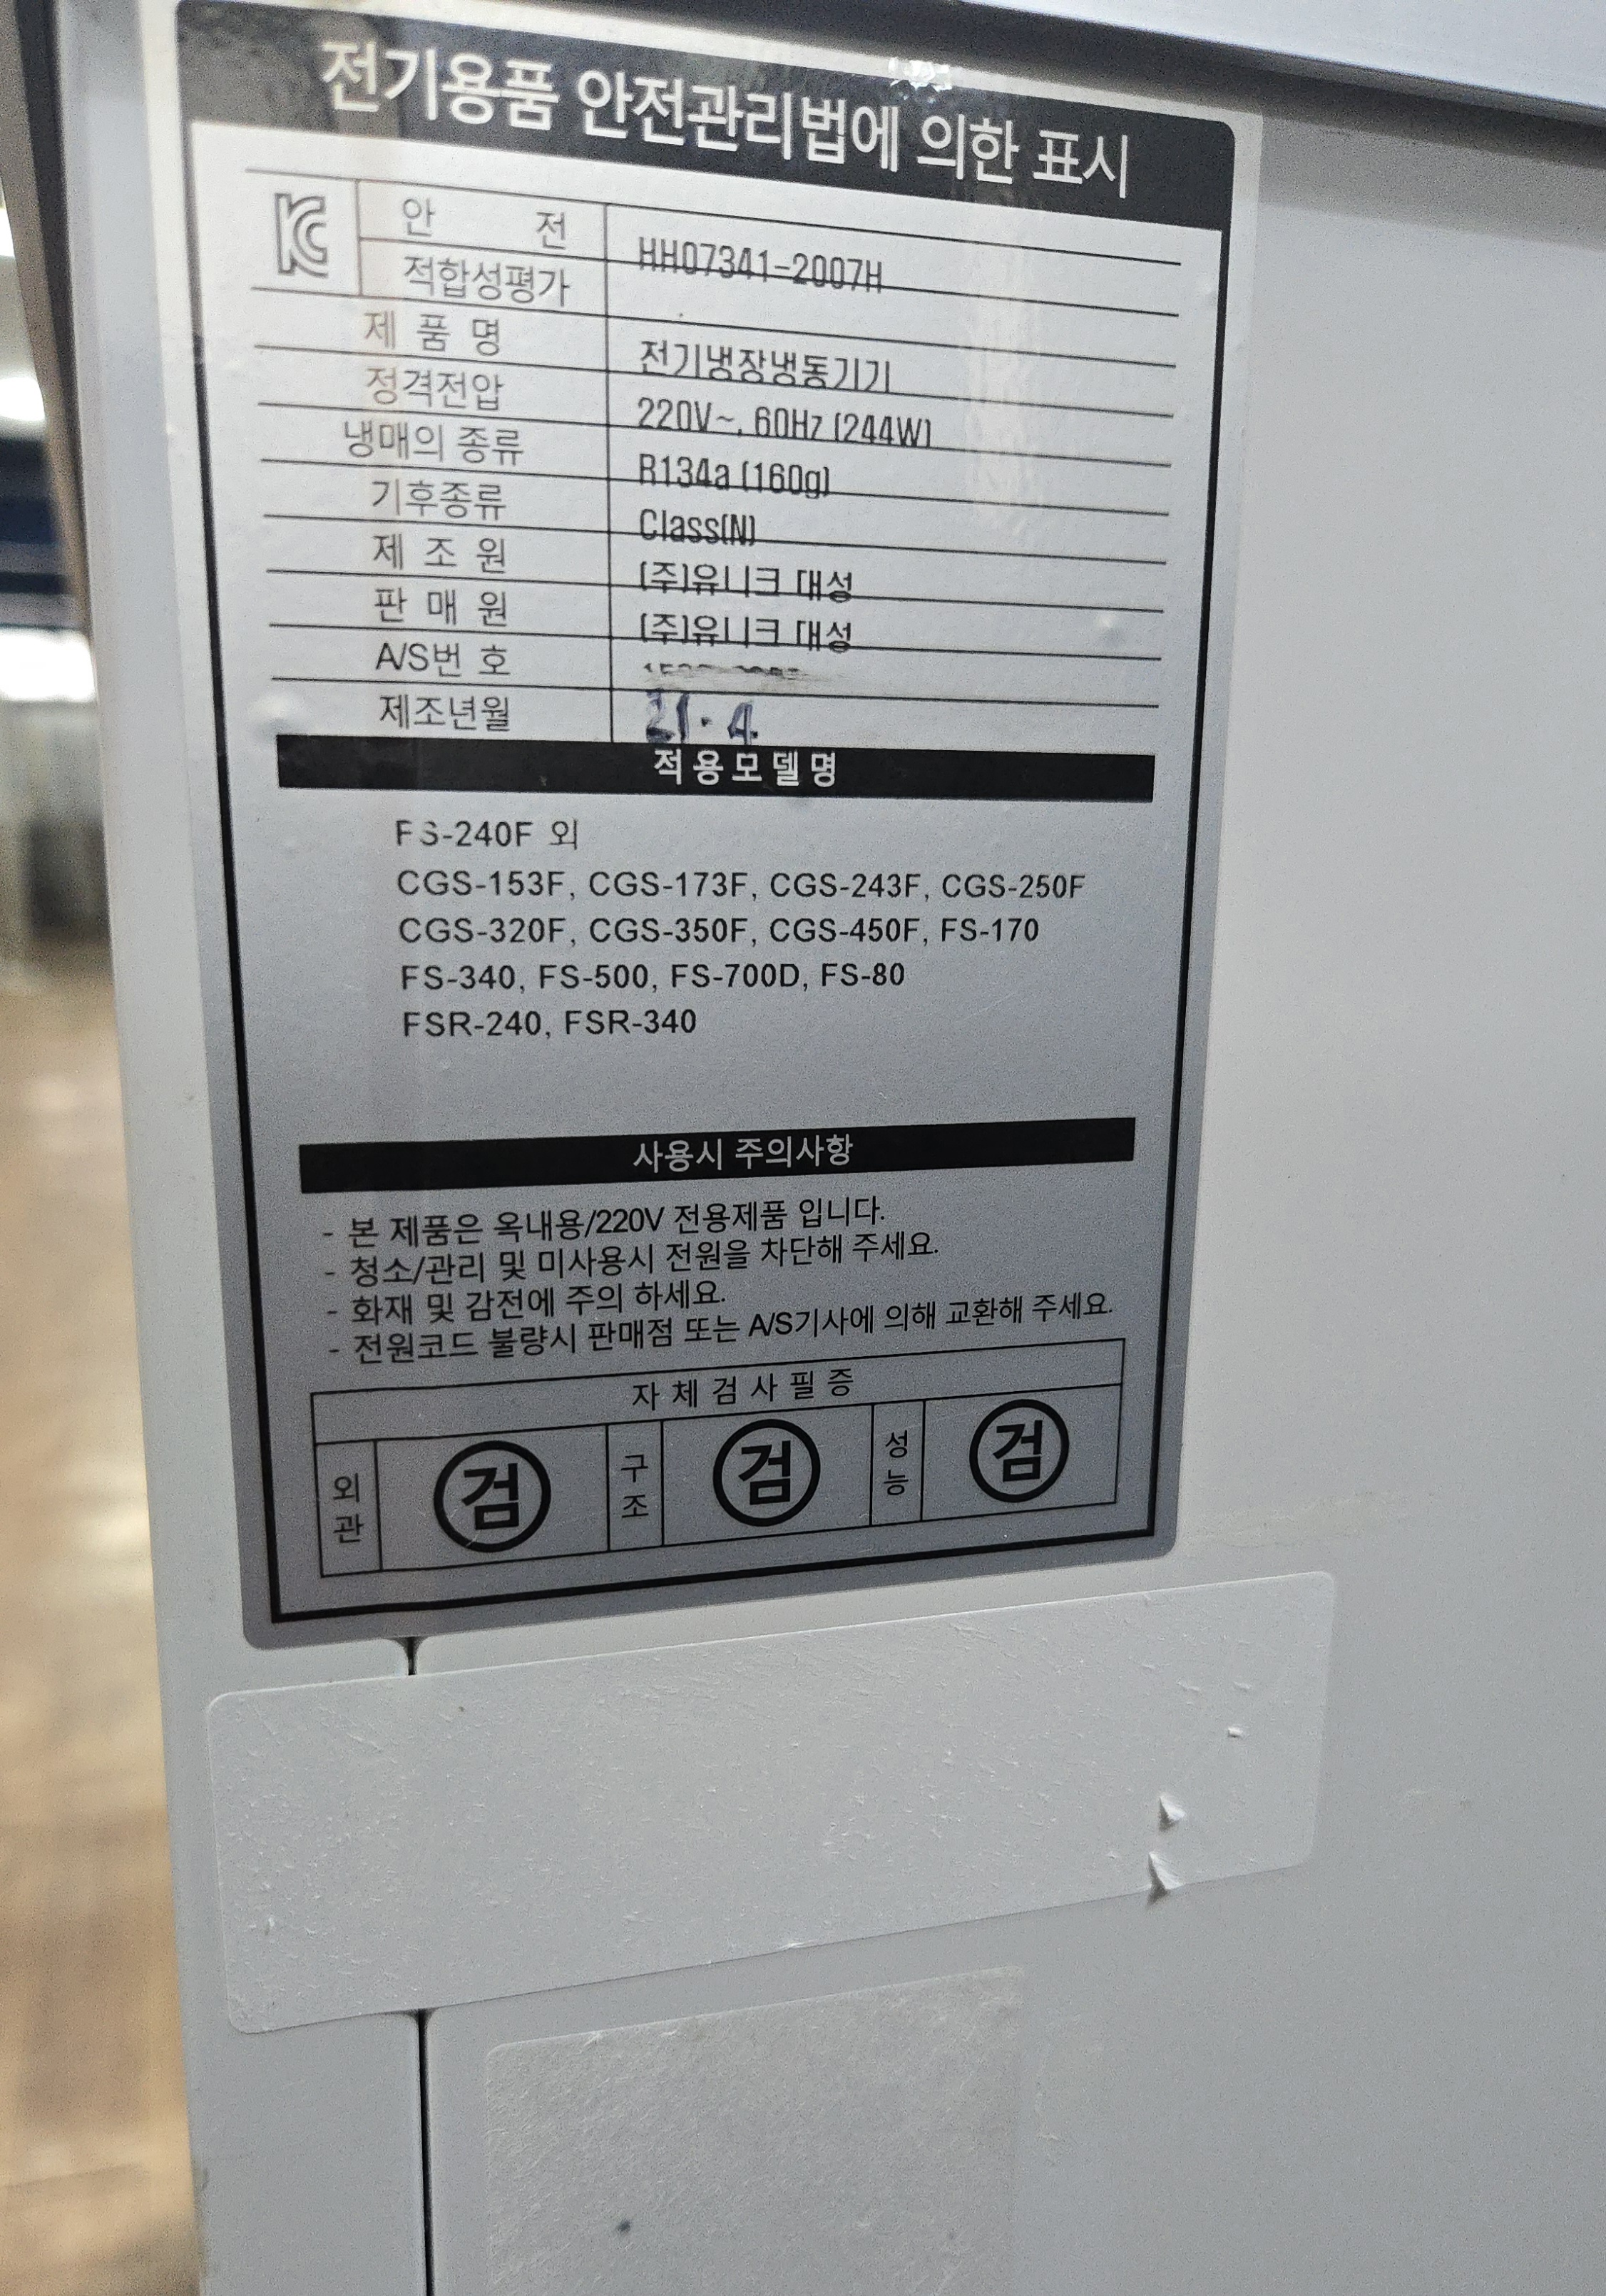 전기용품 안전관리법에 의한 표시
안 전 HH07341-2007H
적합성평가
제 품 명 전기냉장냉동기기
정격전압 220V~, 60Hz (244W)
냉매의 종류 R134a (160g)
기후종류 Class(N)
제 조 원 (주)유니크 대성
판 매 원 (주)유니크 대성
A/S번 호
제조년월 21.4
적용모델명
FS-240F 외
CGS-153F, CGS-173F, CGS-243F, CGS-250F
CGS-320F, CGS-350F, CGS-450F, FS-170
FS-340, FS-500, FS-700D, FS-80
FSR-240, FSR-340
사용시 주의사항
- 본 제품은 옥내용/220V 전용제품 입니다.
- 청소/관리 및 미사용시 전원을 차단해 주세요.
- 화재 및 감전에 주의 하세요.
- 전원코드 불량시 판매점 또는 A/S기사에 의해 교환해 주세요.
자체검사필증
외관 검 구조 검 성능 검